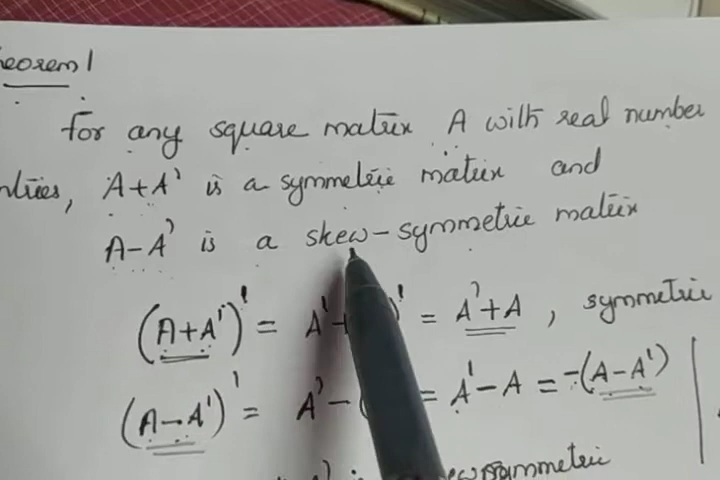 eorem 1
For any square matrix A with real number
ntries, A+A' is a symmetric matrix and
A-A' is a skew-symmetric matrix
(A+A')' = A'+ )' = A'+A , symmetric
(A-A')' = A'-( = A'-A = -(A-A')
symmetric